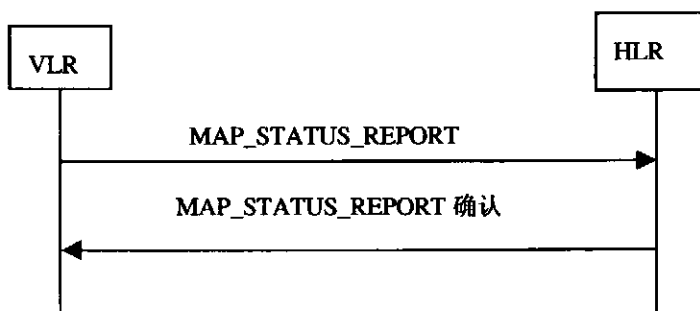 VLR
HLR
MAP_STATUS_REPORT
MAP_STATUS_REPORT 确认